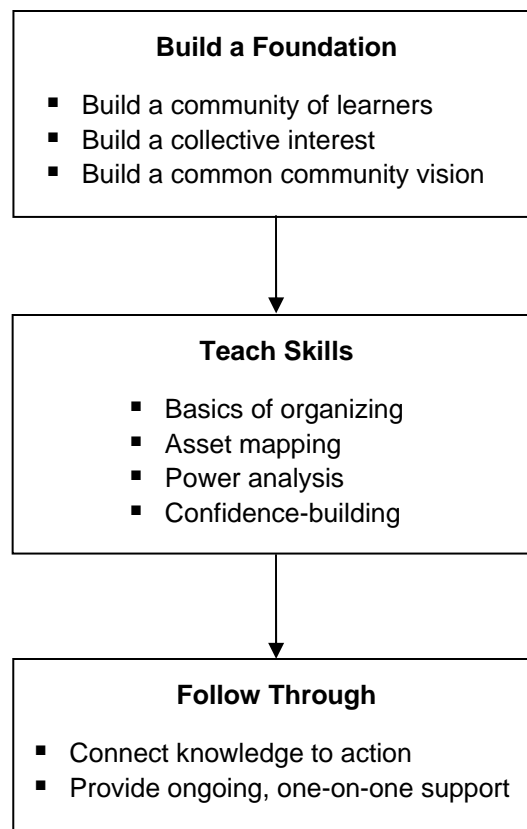 Build a Foundation
▪ Build a community of learners
▪ Build a collective interest
▪ Build a common community vision
Teach Skills
▪ Basics of organizing
▪ Asset mapping
▪ Power analysis
▪ Confidence-building
Follow Through
▪ Connect knowledge to action
▪ Provide ongoing, one-on-one support